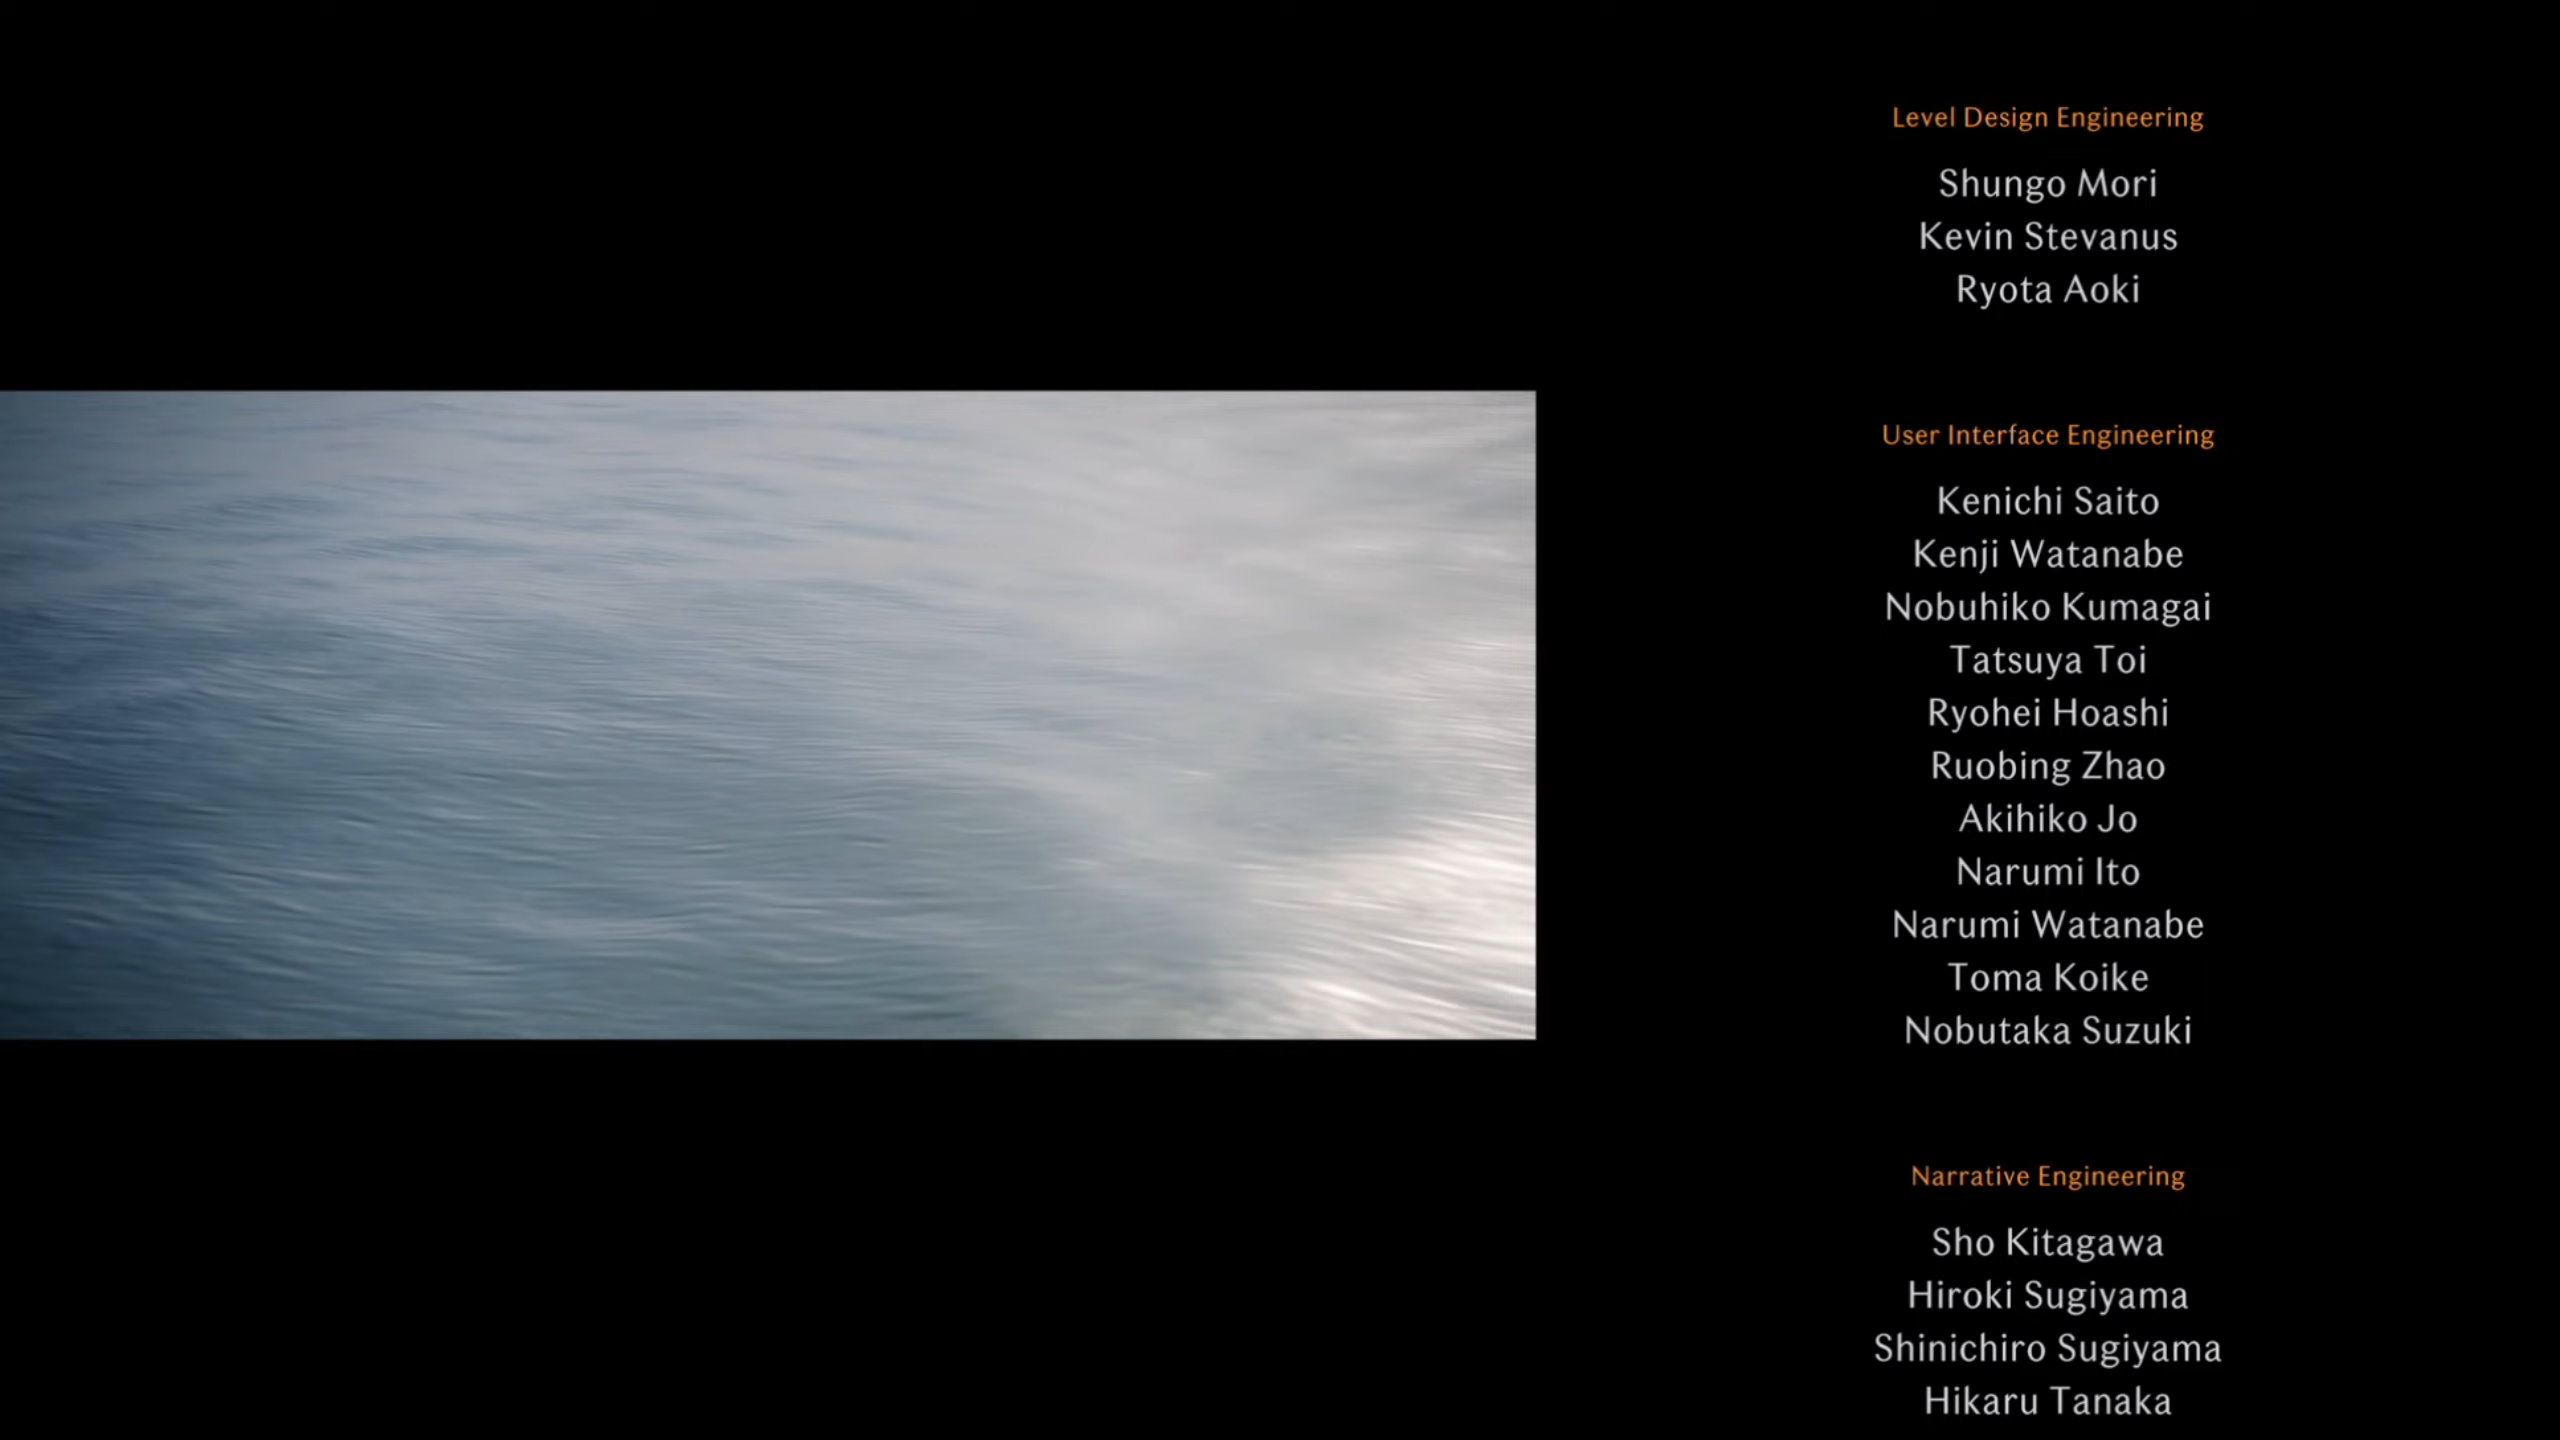 Level Design Engineering
Shungo Mori
Kevin Stevanus
Ryota Aoki
User Interface Engineering
Kenichi Saito
Kenji Watanabe
Nobuhiko Kumagai
Tatsuya Toi
Ryohei Hoashi
Ruobing Zhao
Akihiko Jo
Narumi Ito
Narumi Watanabe
Toma Koike
Nobutaka Suzuki
Narrative Engineering
Sho Kitagawa
Hiroki Sugiyama
Shinichiro Sugiyama
Hikaru Tanaka